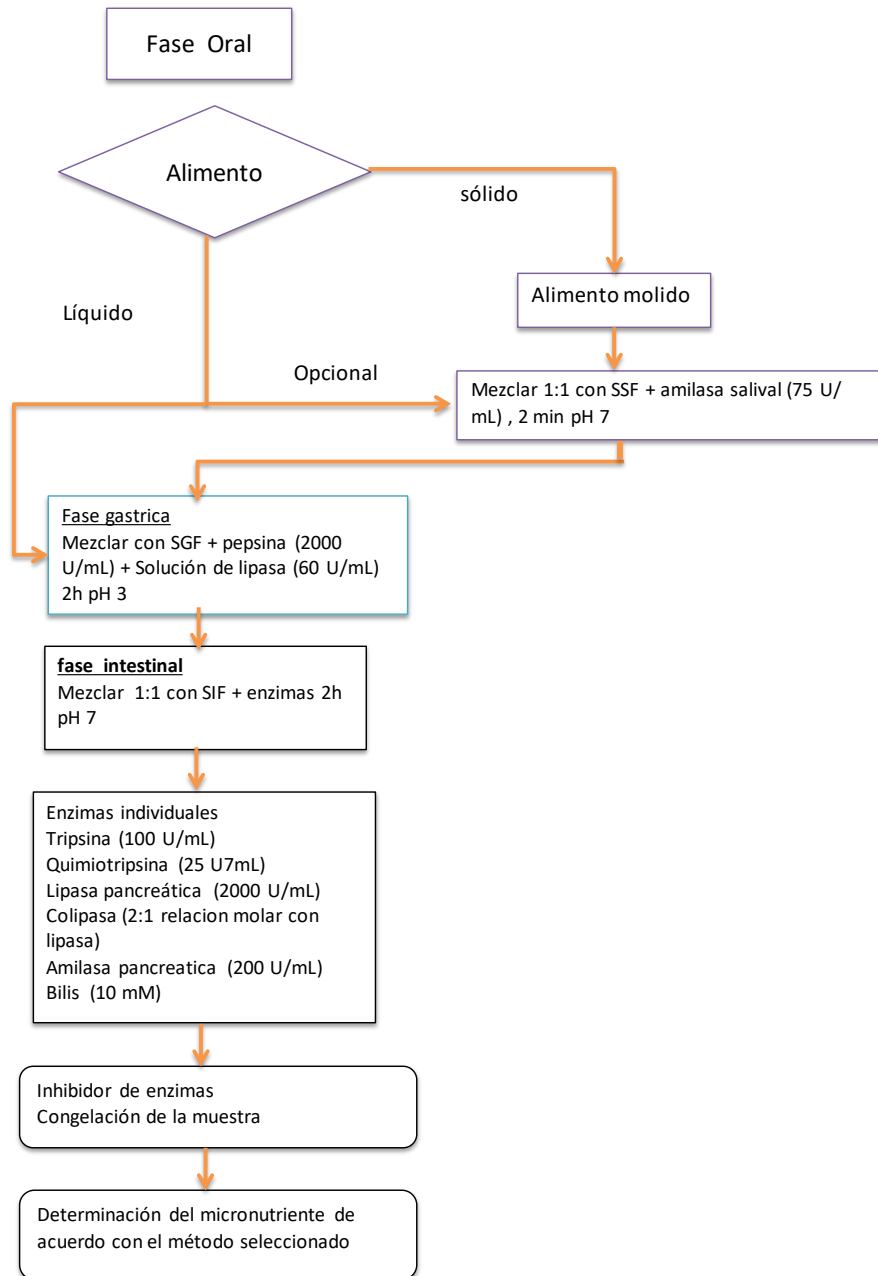 Fase Oral
Alimento
sólido
Líquido
Alimento molido
Opcional
Mezclar 1:1 con SSF + amilasa salival (75 U/
mL) , 2 min pH 7
Fase gastrica
Mezclar con SGF + pepsina (2000
U/mL) + Solución de lipasa (60 U/mL)
2h pH 3
fase intestinal
Mezclar 1:1 con SIF + enzimas 2h
pH 7
Enzimas individuales
Tripsina (100 U/mL)
Quimiotripsina (25 U7mL)
Lipasa pancreática (2000 U/mL)
Colipasa (2:1 relacion molar con
lipasa)
Amilasa pancreatica (200 U/mL)
Bilis (10 mM)
Inhibidor de enzimas
Congelación de la muestra
Determinación del micronutriente de
acuerdo con el método seleccionado